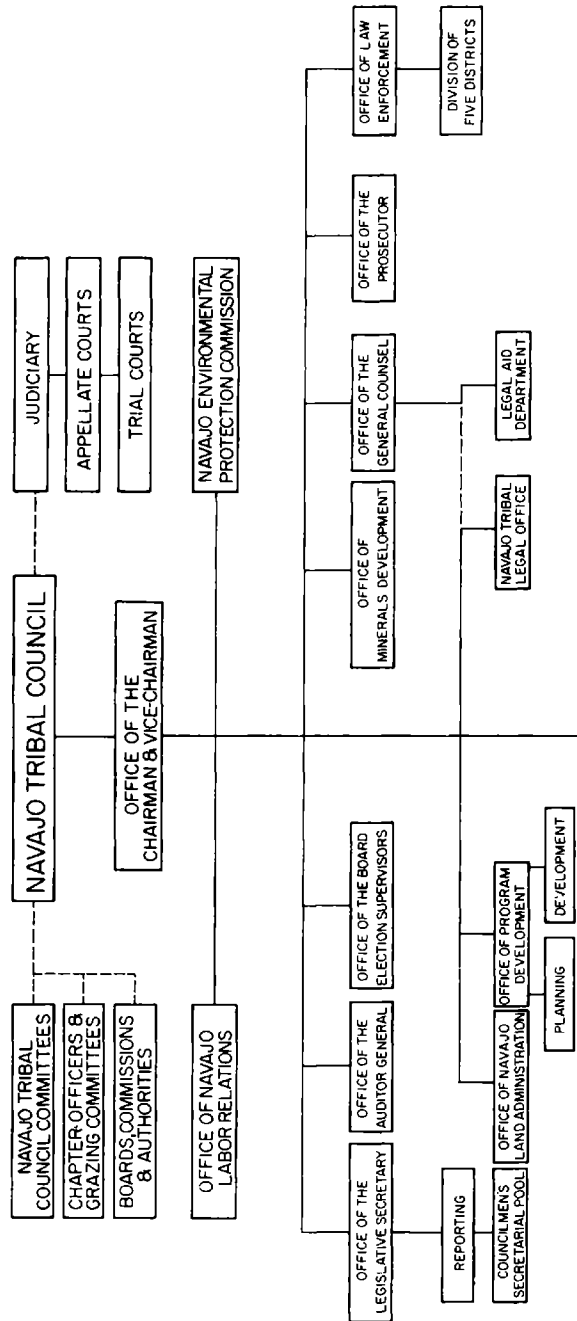 NAVAJO TRIBAL COUNCIL
NAVAJO TRIBAL
COUNCIL COMMITTEES
CHAPTER OFFICERS &
GRAZING COMMITTEES
BOARDS, COMMISSIONS
& AUTHORITIES
JUDICIARY
APPELLATE COURTS
TRIAL COURTS
OFFICE OF THE
CHAIRMAN & VICE-CHAIRMAN
OFFICE OF NAVAJO
LABOR RELATIONS
NAVAJO ENVIRONMENTAL
PROTECTION COMMISSION
OFFICE OF THE
LEGISLATIVE SECRETARY
OFFICE OF THE
AUDITOR GENERAL
OFFICE OF THE BOARD
ELECTION SUPERVISORS
OFFICE OF
MINERALS DEVELOPMENT
OFFICE OF THE
GENERAL COUNSEL
OFFICE OF THE
PROSECUTOR
OFFICE OF LAW
ENFORCEMENT
REPORTING
DIVISION OF
FIVE DISTRICTS
COUNCILMEN'S
SECRETARIAL POOL
OFFICE OF NAVAJO
LAND ADMINISTRATION
OFFICE OF PROGRAM
DEVELOPMENT
NAVAJO TRIBAL
LEGAL OFFICE
LEGAL AID
DEPARTMENT
PLANNING
DEVELOPMENT